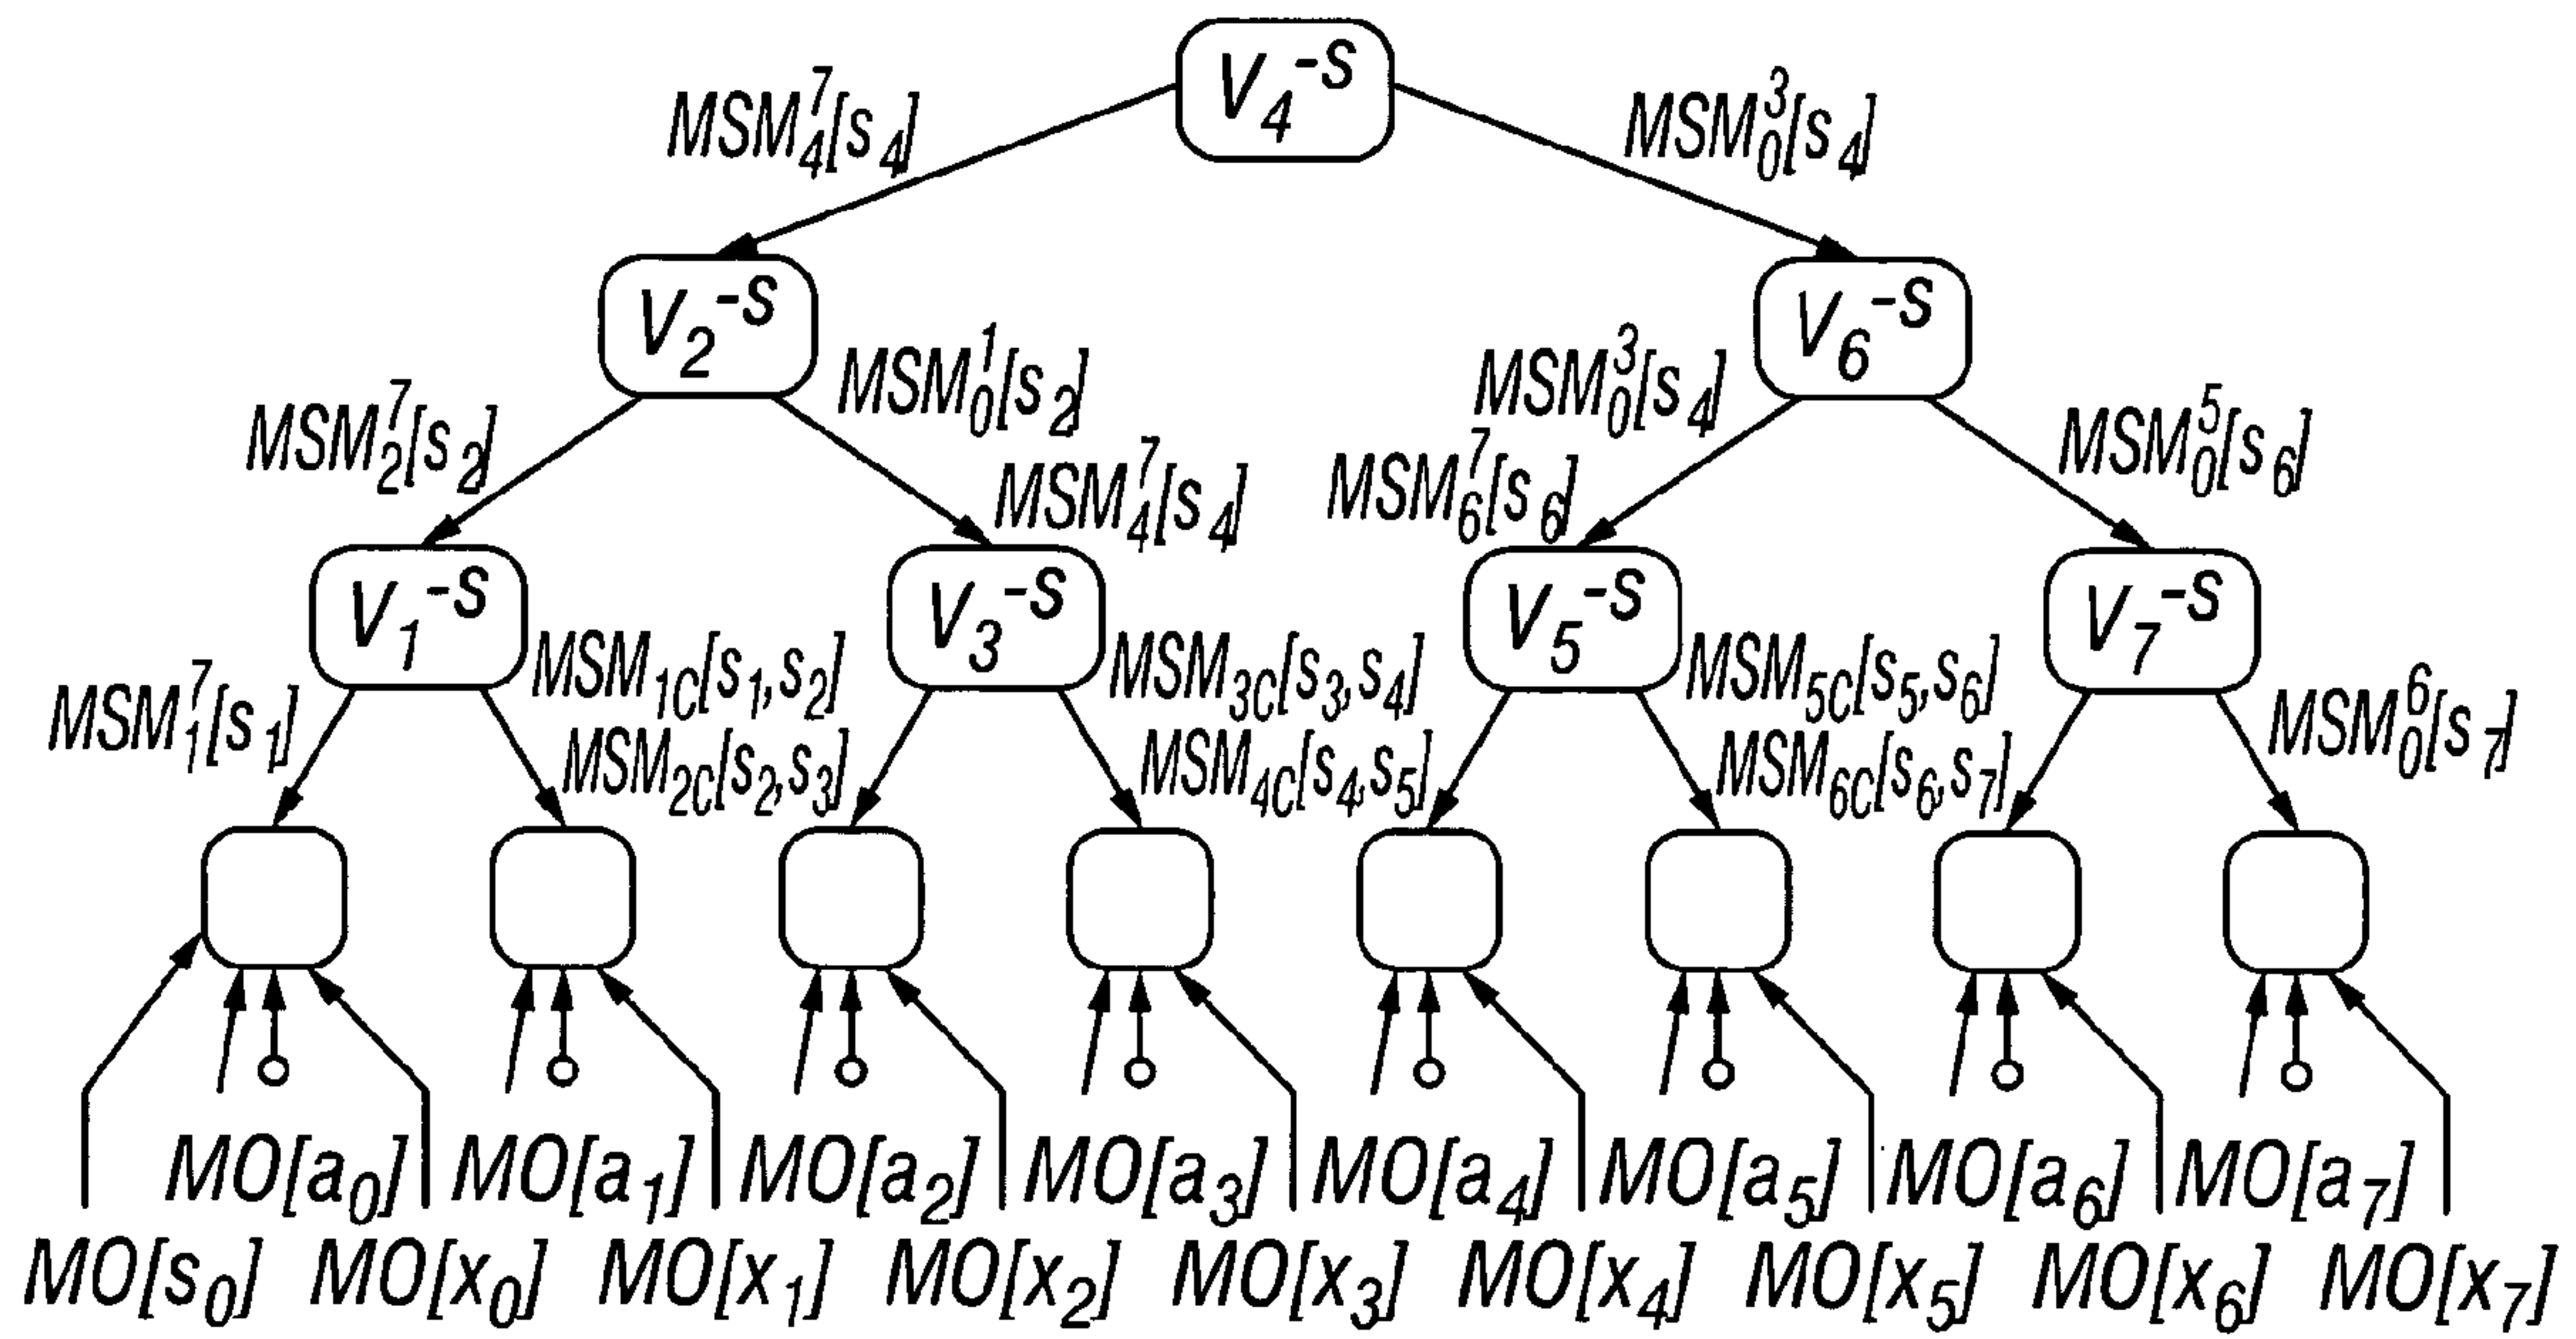 V₄⁻ˢ
MSM₄⁷[s₄]
MSM₀³[s₄]
V₂⁻ˢ
V₆⁻ˢ
MSM₂⁷[s₂]
MSM₀¹[s₂]
MSM₄⁷[s₄]
MSM₀³[s₄]
MSM₆⁷[s₆]
MSM₀⁵[s₆]
V₁⁻ˢ
V₃⁻ˢ
V₅⁻ˢ
V₇⁻ˢ
MSM₁⁷[s₁]
MSM₁C[s₁,s₂]
MSM₂C[s₂,s₃]
MSM₃C[s₃,s₄]
MSM₄C[s₄,s₅]
MSM₅C[s₅,s₆]
MSM₆C[s₆,s₇]
MSM₀⁶[s₇]
MO[a₀] MO[a₁] MO[a₂] MO[a₃] MO[a₄] MO[a₅] MO[a₆] MO[a₇]
MO[s₀] MO[x₀] MO[x₁] MO[x₂] MO[x₃] MO[x₄] MO[x₅] MO[x₆] MO[x₇]